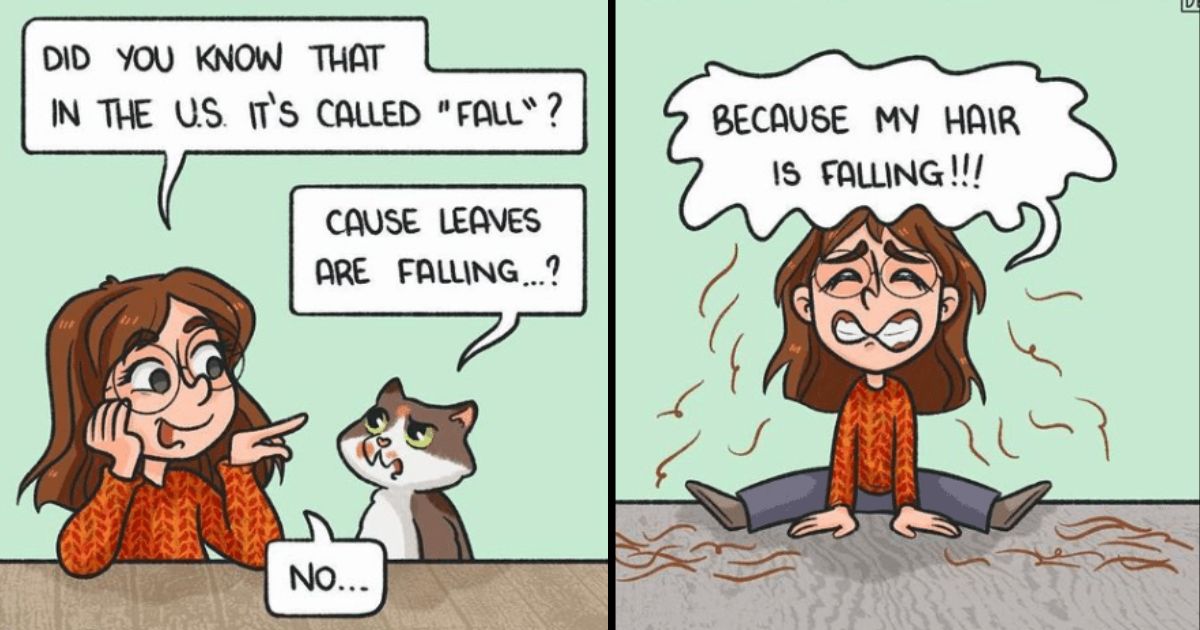 DID YOU KNOW THAT
IN THE U.S. IT'S CALLED "FALL"?
CAUSE LEAVES
ARE FALLING...?
NO...
BECAUSE MY HAIR
IS FALLING!!!